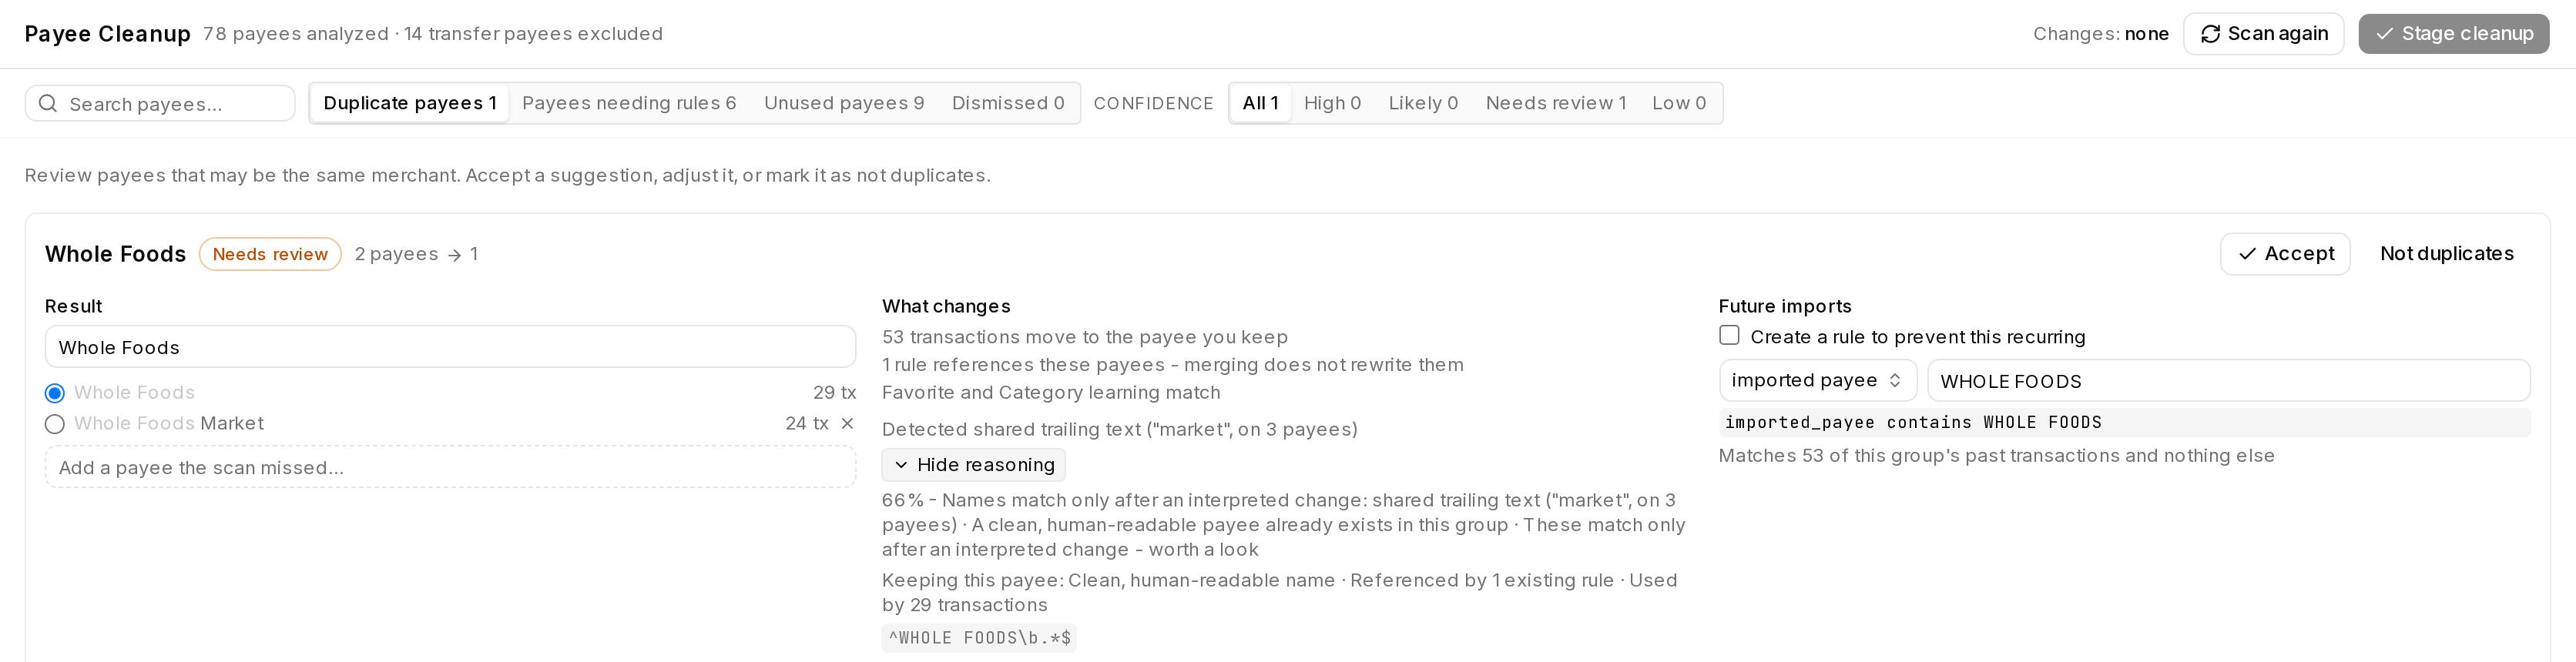 Payee Cleanup 78 payees analyzed · 14 transfer payees excluded Changes: none Scan again Stage cleanup
Search payees... Duplicate payees 1 Payees needing rules 6 Unused payees 9 Dismissed 0 CONFIDENCE All 1 High 0 Likely 0 Needs review 1 Low 0
Review payees that may be the same merchant. Accept a suggestion, adjust it, or mark it as not duplicates.
Whole Foods Needs review 2 payees → 1 Accept Not duplicates
Result
Whole Foods
Whole Foods 29 tx
Whole Foods Market 24 tx ×
Add a payee the scan missed...
What changes
53 transactions move to the payee you keep
1 rule references these payees - merging does not rewrite them
Favorite and Category learning match
Detected shared trailing text ("market", on 3 payees)
Hide reasoning
66% - Names match only after an interpreted change: shared trailing text ("market", on 3
payees) · A clean, human-readable payee already exists in this group · These match only
after an interpreted change - worth a look
Keeping this payee: Clean, human-readable name · Referenced by 1 existing rule · Used
by 29 transactions
^WHOLE FOODS\b.*$
Future imports
Create a rule to prevent this recurring
imported payee WHOLE FOODS
imported_payee contains WHOLE FOODS
Matches 53 of this group's past transactions and nothing else